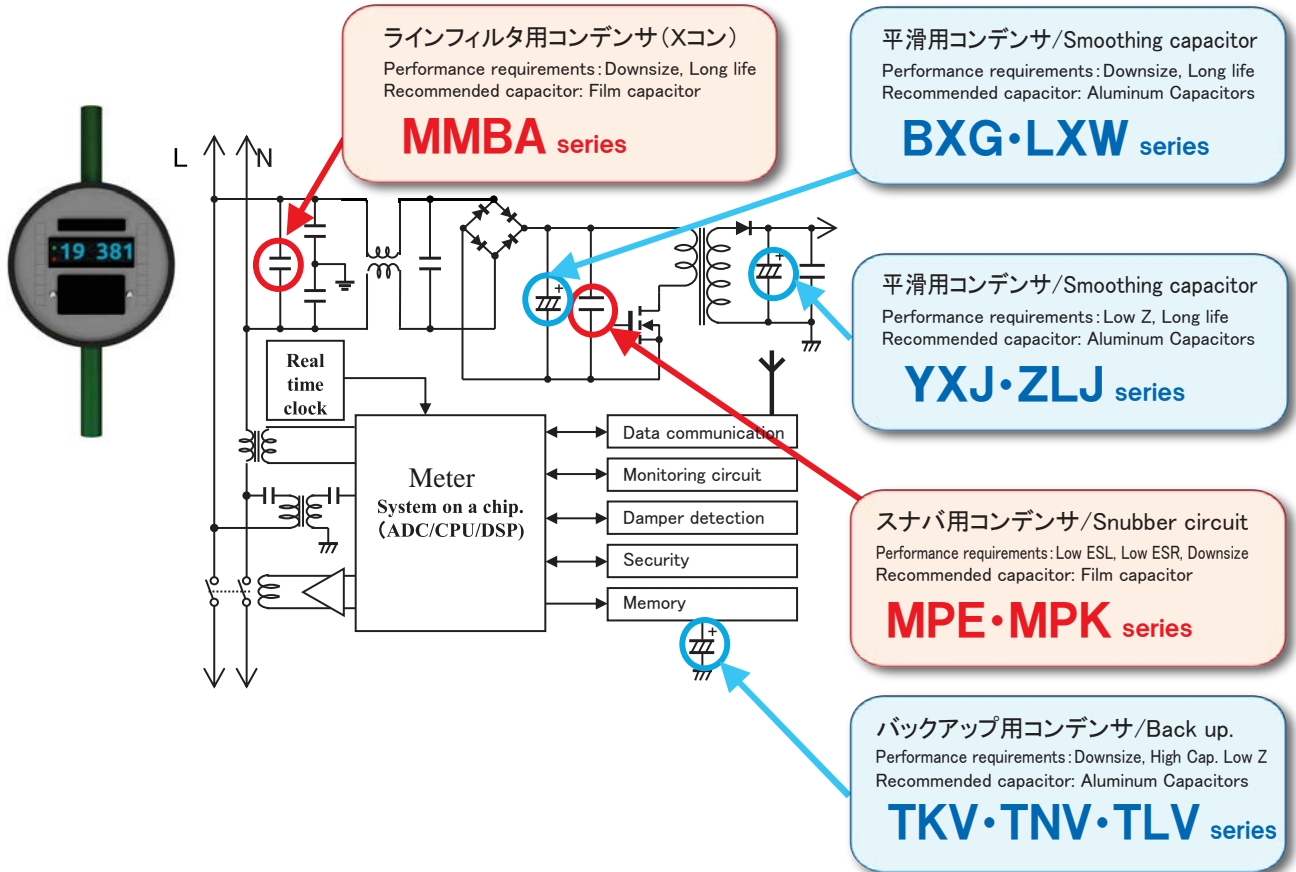 ラインフィルタ用コンデンサ(Xコン)
Performance requirements:Downsize, Long life
Recommended capacitor: Film capacitor
MMBA series
平滑用コンデンサ/Smoothing capacitor
Performance requirements:Downsize, Long life
Recommended capacitor: Aluminum Capacitors
BXG・LXW series
L
N
19 381
+
+
平滑用コンデンサ/Smoothing capacitor
Performance requirements:Low Z, Long life
Recommended capacitor: Aluminum Capacitors
YXJ・ZLJ series
Real
time
clock
Meter
System on a chip.
(ADC/CPU/DSP)
Data communication
Monitoring circuit
Damper detection
Security
Memory
+
スナバ用コンデンサ/Snubber circuit
Performance requirements:Low ESL, Low ESR, Downsize
Recommended capacitor: Film capacitor
MPE・MPK series
バックアップ用コンデンサ/Back up.
Performance requirements:Downsize, High Cap. Low Z
Recommended capacitor: Aluminum Capacitors
TKV・TNV・TLV series